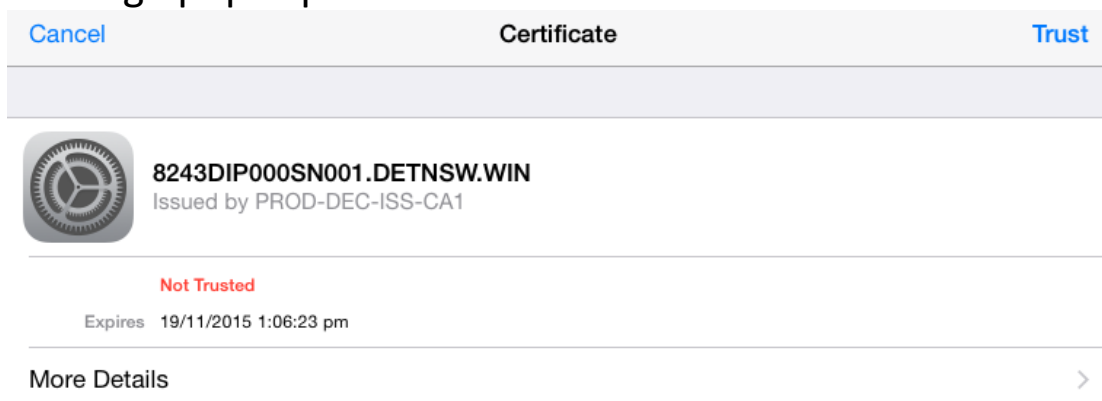 Cancel Certificate Trust
8243DIP000SN001.DETNSW.WIN
Issued by PROD-DEC-ISS-CA1
Not Trusted
Expires 19/11/2015 1:06:23 pm
More Details